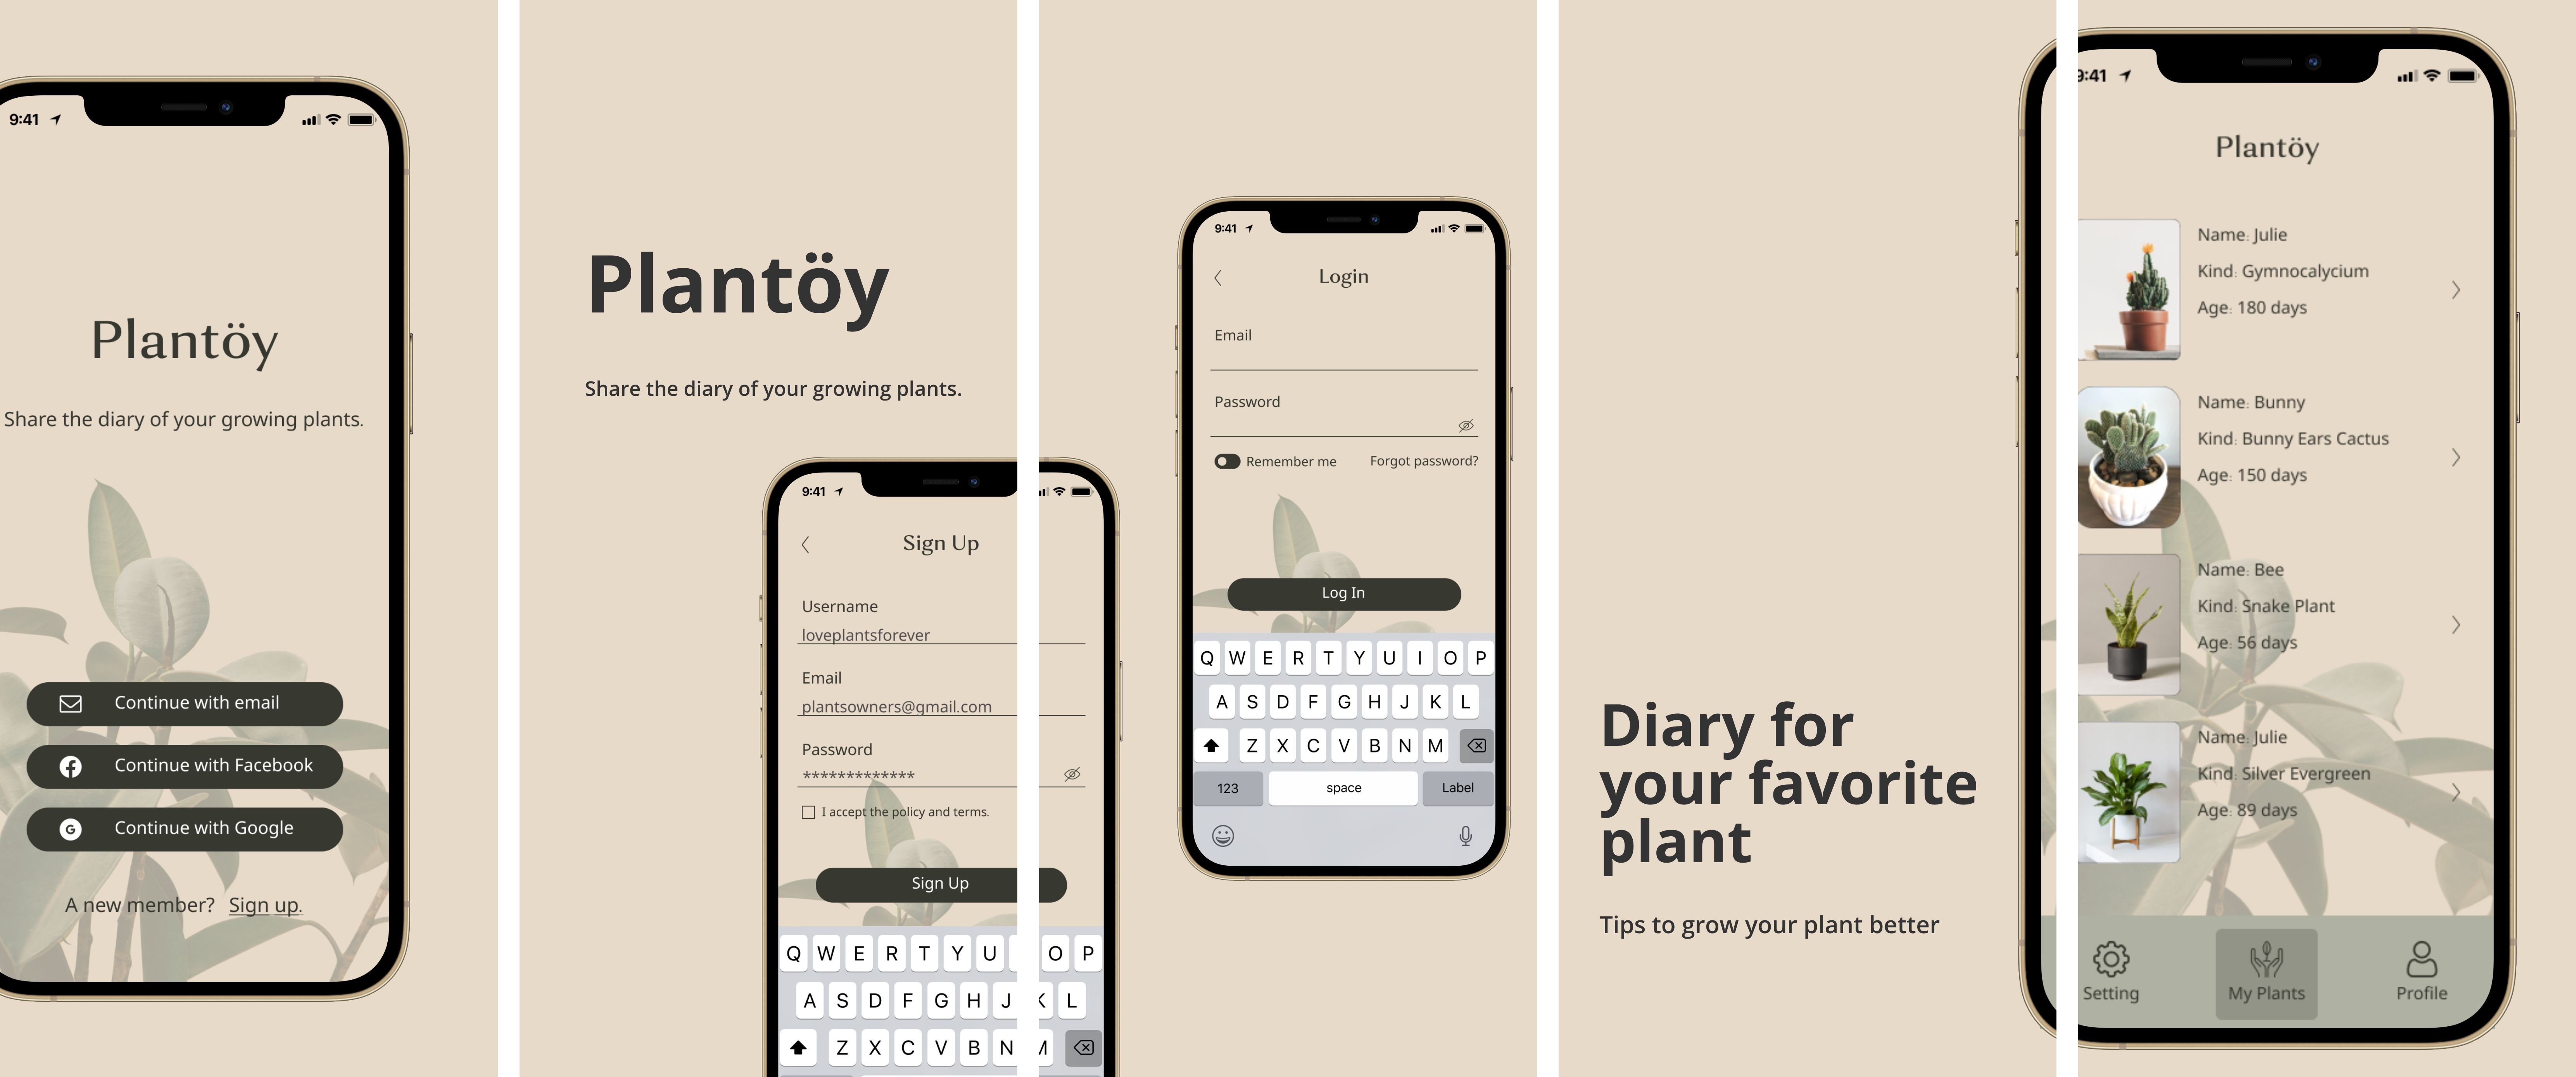 9:41
Plantöy
Share the diary of your growing plants.
Continue with email
Continue with Facebook
Continue with Google
A new member? Sign up.
Plantöy
Share the diary of your growing plants.
9:41
Sign Up
Username
loveplantsforever
Email
plantsowners@gmail.com
Password
*************
I accept the policy and terms.
Sign Up
Q W E R T Y U O P
A S D F G H J K L
Z X C V B N M
9:41
Login
Email
Password
Remember me Forgot password?
Log In
Q W E R T Y U I O P
A S D F G H J K L
Z X C V B N M
123 space Label
Diary for
your favorite
plant
Tips to grow your plant better
9:41
Plantöy
Name: Julie
Kind: Gymnocalycium
Age: 180 days
Name: Bunny
Kind: Bunny Ears Cactus
Age: 150 days
Name: Bee
Kind: Snake Plant
Age: 56 days
Name: Julie
Kind: Silver Evergreen
Age: 89 days
Setting My Plants Profile